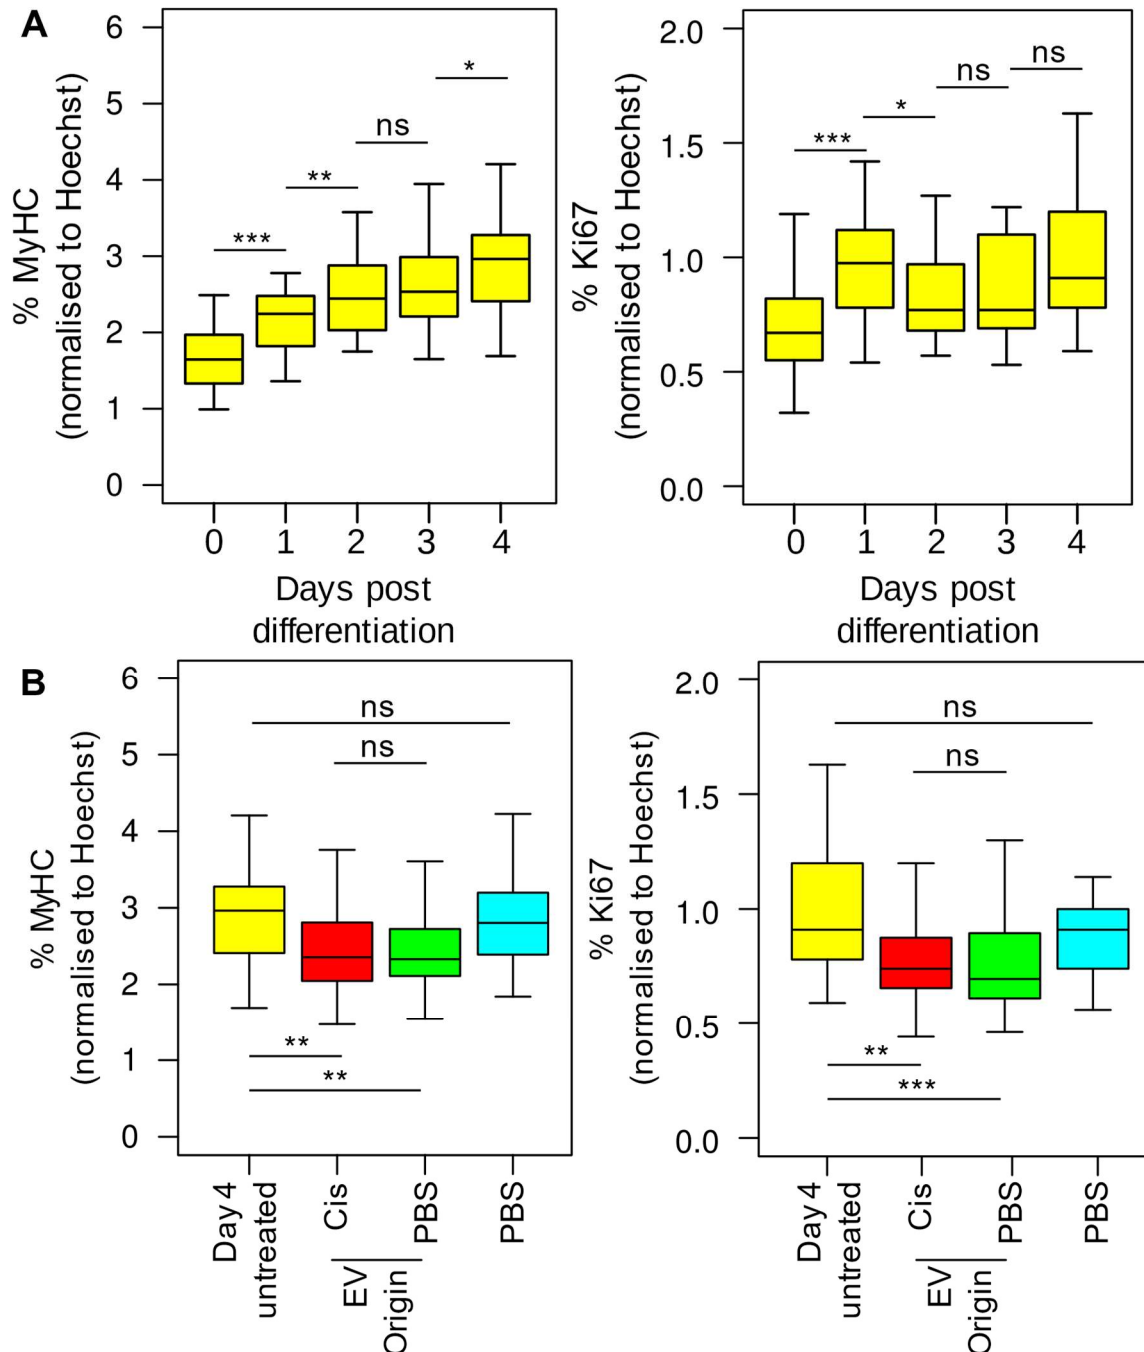 A
% MyHC
(normalised to Hoechst)
6
5
4
3
2
1
0
***
**
ns
*
0 1 2 3 4
Days post
differentiation
% Ki67
(normalised to Hoechst)
2.0
1.5
1.0
0.5
0.0
***
*
ns
ns
0 1 2 3 4
Days post
differentiation
B
% MyHC
(normalised to Hoechst)
6
5
4
3
2
1
0
ns
ns
**
**
Day 4
untreated
Cis
PBS
PBS
EV
Origin
% Ki67
(normalised to Hoechst)
2.0
1.5
1.0
0.5
0.0
ns
ns
**
***
Day 4
untreated
Cis
PBS
PBS
EV
Origin